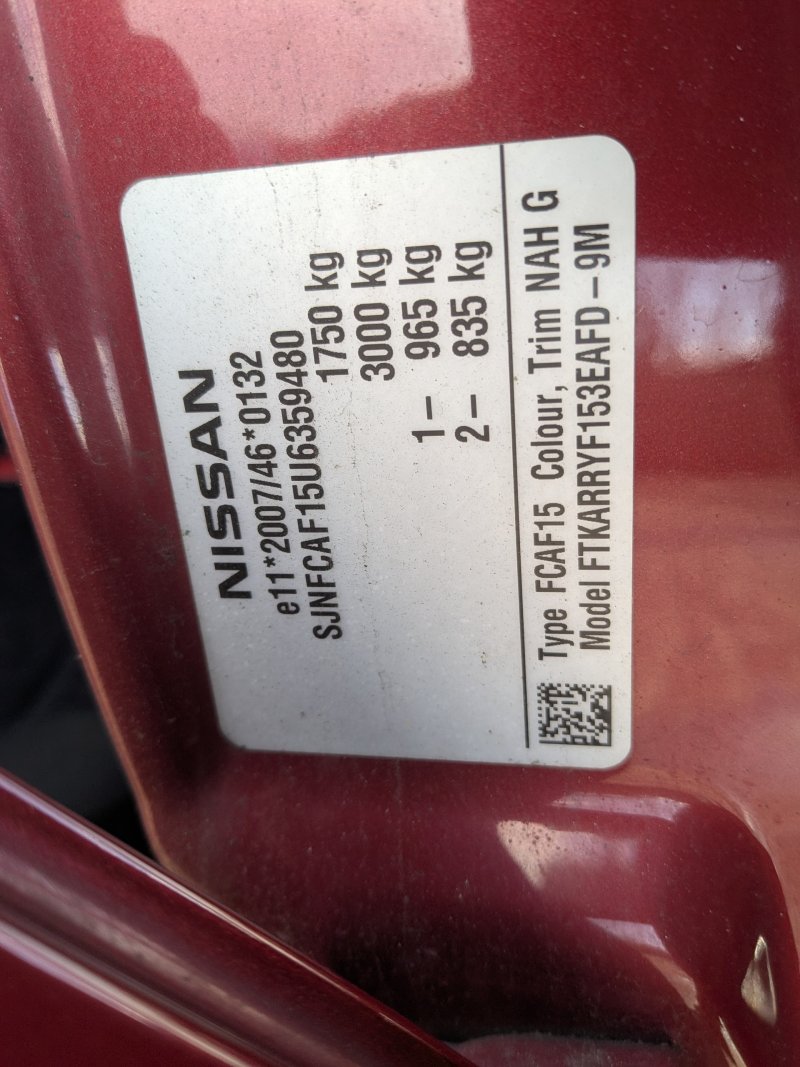 NISSAN
e11*2007/46*0132
SJNFCAF15U6359480
1750 kg
3000 kg
1– 965 kg
2– 835 kg
Type FCAF15 Colour, Trim NAH G
Model FTKARRYF153EAFD–9M